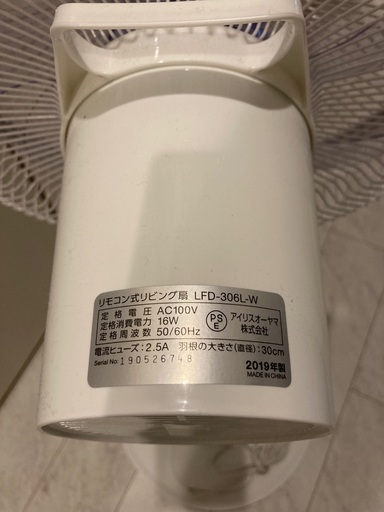 リモコン式リビング扇 LFD-306L-W
定格電圧 AC100V
定格消費電力 16W
定格周波数 50/60Hz
PS
E
アイリスオーヤマ
株式会社
電流ヒューズ:2.5A 羽根の大きさ(直径):30cm
Serial No: 190526748
2019年製
MADE IN CHINA